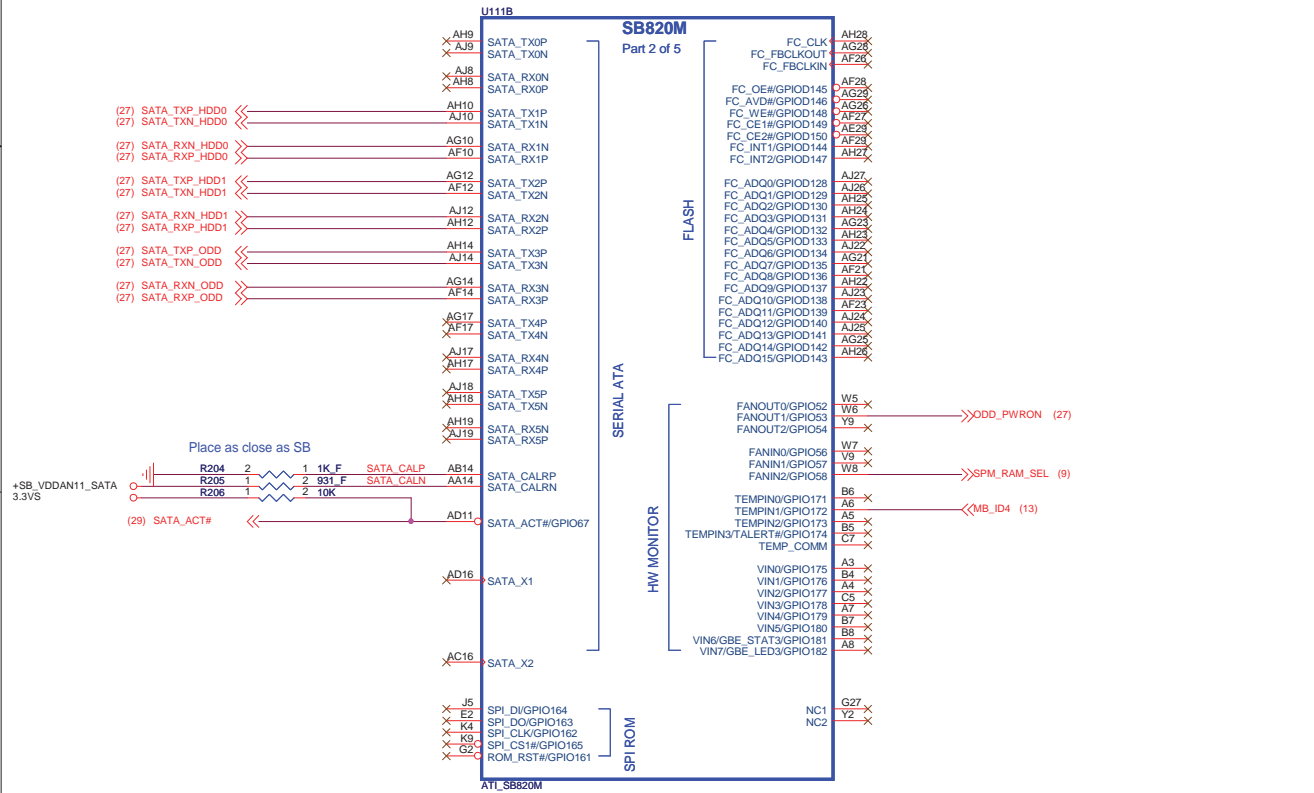 U111B
SB820M
Part 2 of 5
AH9 SATA_TX0P
AJ9 SATA_TX0N
AJ8 SATA_RX0N
AH8 SATA_RX0P
(27) SATA_TXP_HDD0 AH10 SATA_TX1P
(27) SATA_TXN_HDD0 AJ10 SATA_TX1N
(27) SATA_RXN_HDD0 AG10 SATA_RX1N
(27) SATA_RXP_HDD0 AF10 SATA_RX1P
(27) SATA_TXP_HDD1 AG12 SATA_TX2P
(27) SATA_TXN_HDD1 AF12 SATA_TX2N
(27) SATA_RXN_HDD1 AJ12 SATA_RX2N
(27) SATA_RXP_HDD1 AH12 SATA_RX2P
(27) SATA_TXP_ODD AH14 SATA_TX3P
(27) SATA_TXN_ODD AJ14 SATA_TX3N
(27) SATA_RXN_ODD AG14 SATA_RX3N
(27) SATA_RXP_ODD AF14 SATA_RX3P
AG17 SATA_TX4P
AF17 SATA_TX4N
AJ17 SATA_RX4N
AH17 SATA_RX4P
AJ18 SATA_TX5P
AH18 SATA_TX5N
AH19 SATA_RX5N
AJ19 SATA_RX5P
Place as close as SB
R204 2 1 1K_F SATA_CALP AB14 SATA_CALRP
+SB_VDDAN11_SATA R205 1 2 931_F SATA_CALN AA14 SATA_CALRN
3.3VS R206 1 2 10K
(29) SATA_ACT# AD11 SATA_ACT#/GPIO67
AD16 SATA_X1
AC16 SATA_X2
SERIAL ATA
J5 SPI_DI/GPIO164
E2 SPI_DO/GPIO163
K4 SPI_CLK/GPIO162
K9 SPI_CS1#/GPIO165
G2 ROM_RST#/GPIO161
SPI ROM
FC_CLK AH28
FC_FBCLKOUT AG28
FC_FBCLKIN AF26
FC_OE#/GPIOD145 AF28
FC_AVD#/GPIOD146 AG29
FC_WE#/GPIOD148 AG26
FC_CE1#/GPIOD149 AF27
FC_CE2#/GPIOD150 AE29
FC_INT1/GPIOD144 AF29
FC_INT2/GPIOD147 AH27
FC_ADQ0/GPIOD128 AJ27
FC_ADQ1/GPIOD129 AJ26
FC_ADQ2/GPIOD130 AH25
FC_ADQ3/GPIOD131 AH24
FC_ADQ4/GPIOD132 AG23
FC_ADQ5/GPIOD133 AH23
FC_ADQ6/GPIOD134 AJ22
FC_ADQ7/GPIOD135 AG21
FC_ADQ8/GPIOD136 AF21
FC_ADQ9/GPIOD137 AH22
FC_ADQ10/GPIOD138 AJ23
FC_ADQ11/GPIOD139 AF23
FC_ADQ12/GPIOD140 AJ24
FC_ADQ13/GPIOD141 AJ25
FC_ADQ14/GPIOD142 AG25
FC_ADQ15/GPIOD143 AH26
FLASH
FANOUT0/GPIO52 W5
FANOUT1/GPIO53 W6 ODD_PWRON (27)
FANOUT2/GPIO54 Y9
FANIN0/GPIO56 W7
FANIN1/GPIO57 V9
FANIN2/GPIO58 W8 SPM_RAM_SEL (9)
TEMPIN0/GPIO171 B6
TEMPIN1/GPIO172 A6 MB_ID4 (13)
TEMPIN2/GPIO173 A5
TEMPIN3/TALERT#/GPIO174 B5
TEMP_COMM C7
VIN0/GPIO175 A3
VIN1/GPIO176 B4
VIN2/GPIO177 A4
VIN3/GPIO178 C5
VIN4/GPIO179 A7
VIN5/GPIO180 B7
VIN6/GBE_STAT3/GPIO181 B8
VIN7/GBE_LED3/GPIO182 A8
HW MONITOR
NC1 G27
NC2 Y2
ATI_SB820M